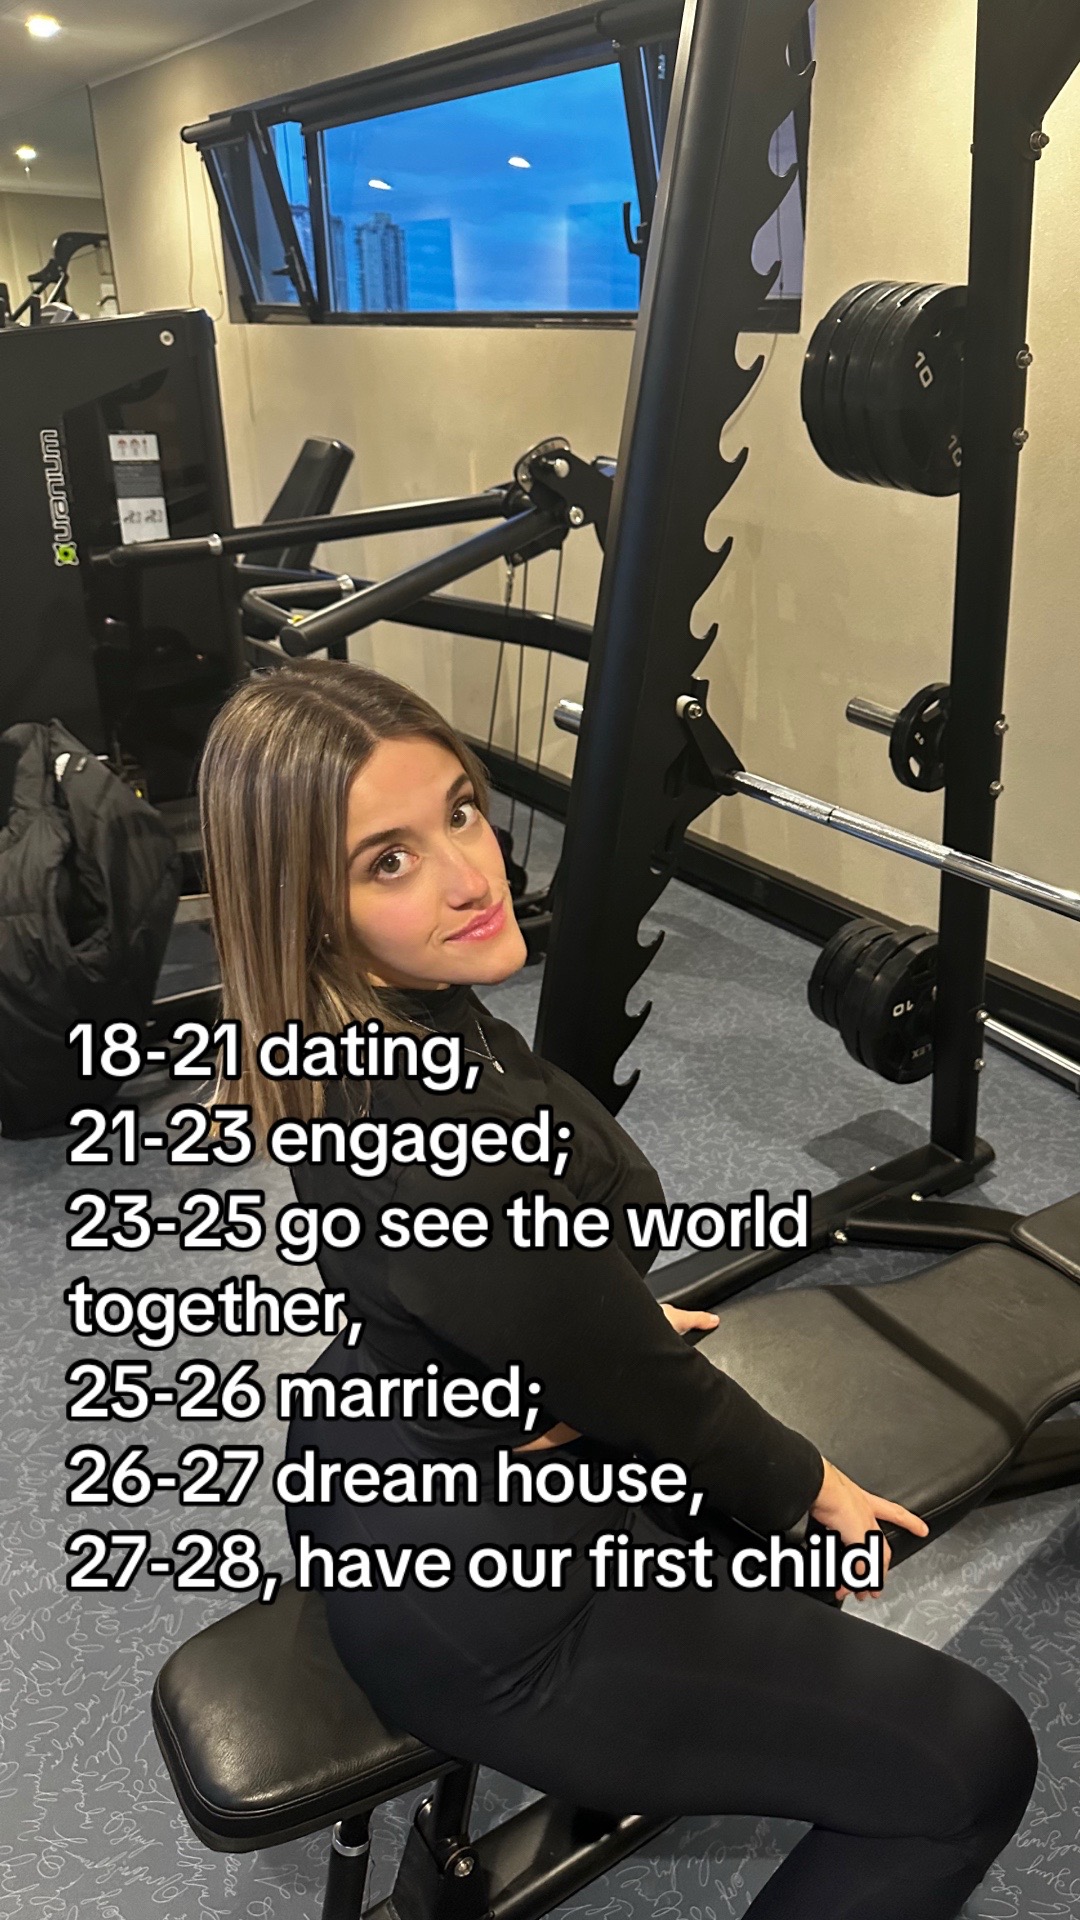 uranium
10
10
10
18-21 dating,
21-23 engaged;
23-25 go see the world
together,
25-26 married;
26-27 dream house,
27-28, have our first child